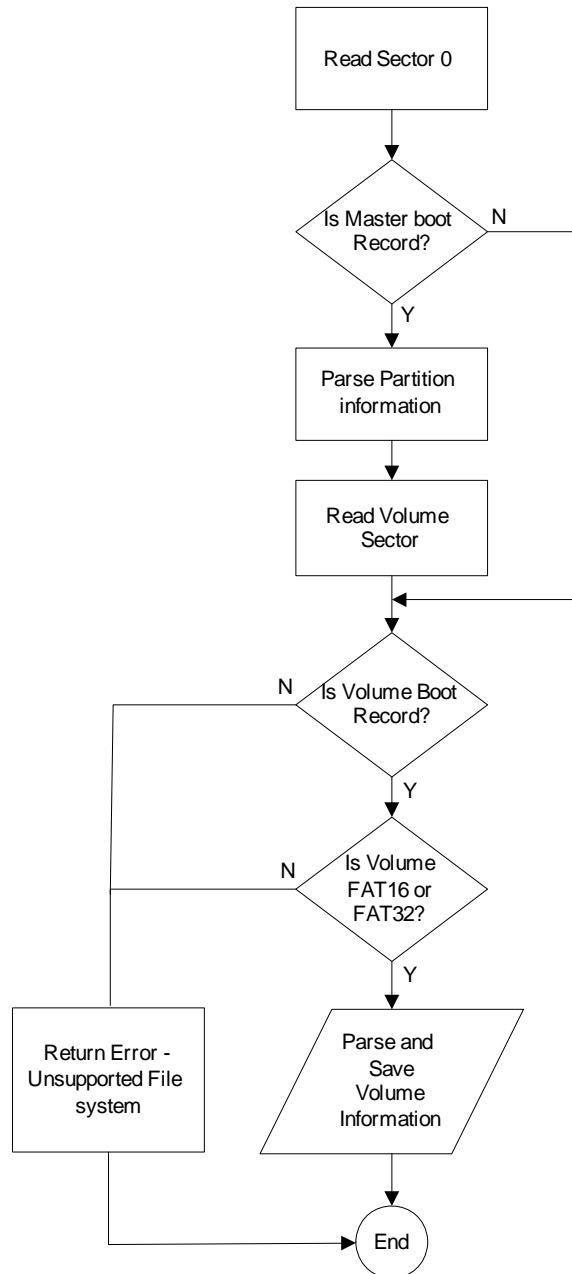 Read Sector 0
Is Master boot
Record?
N
Y
Parse Partition
information
Read Volume
Sector
N
Is Volume Boot
Record?
Y
N
Is Volume
FAT16 or
FAT32?
Y
Return Error -
Unsupported File
system
Parse and
Save
Volume
Information
End